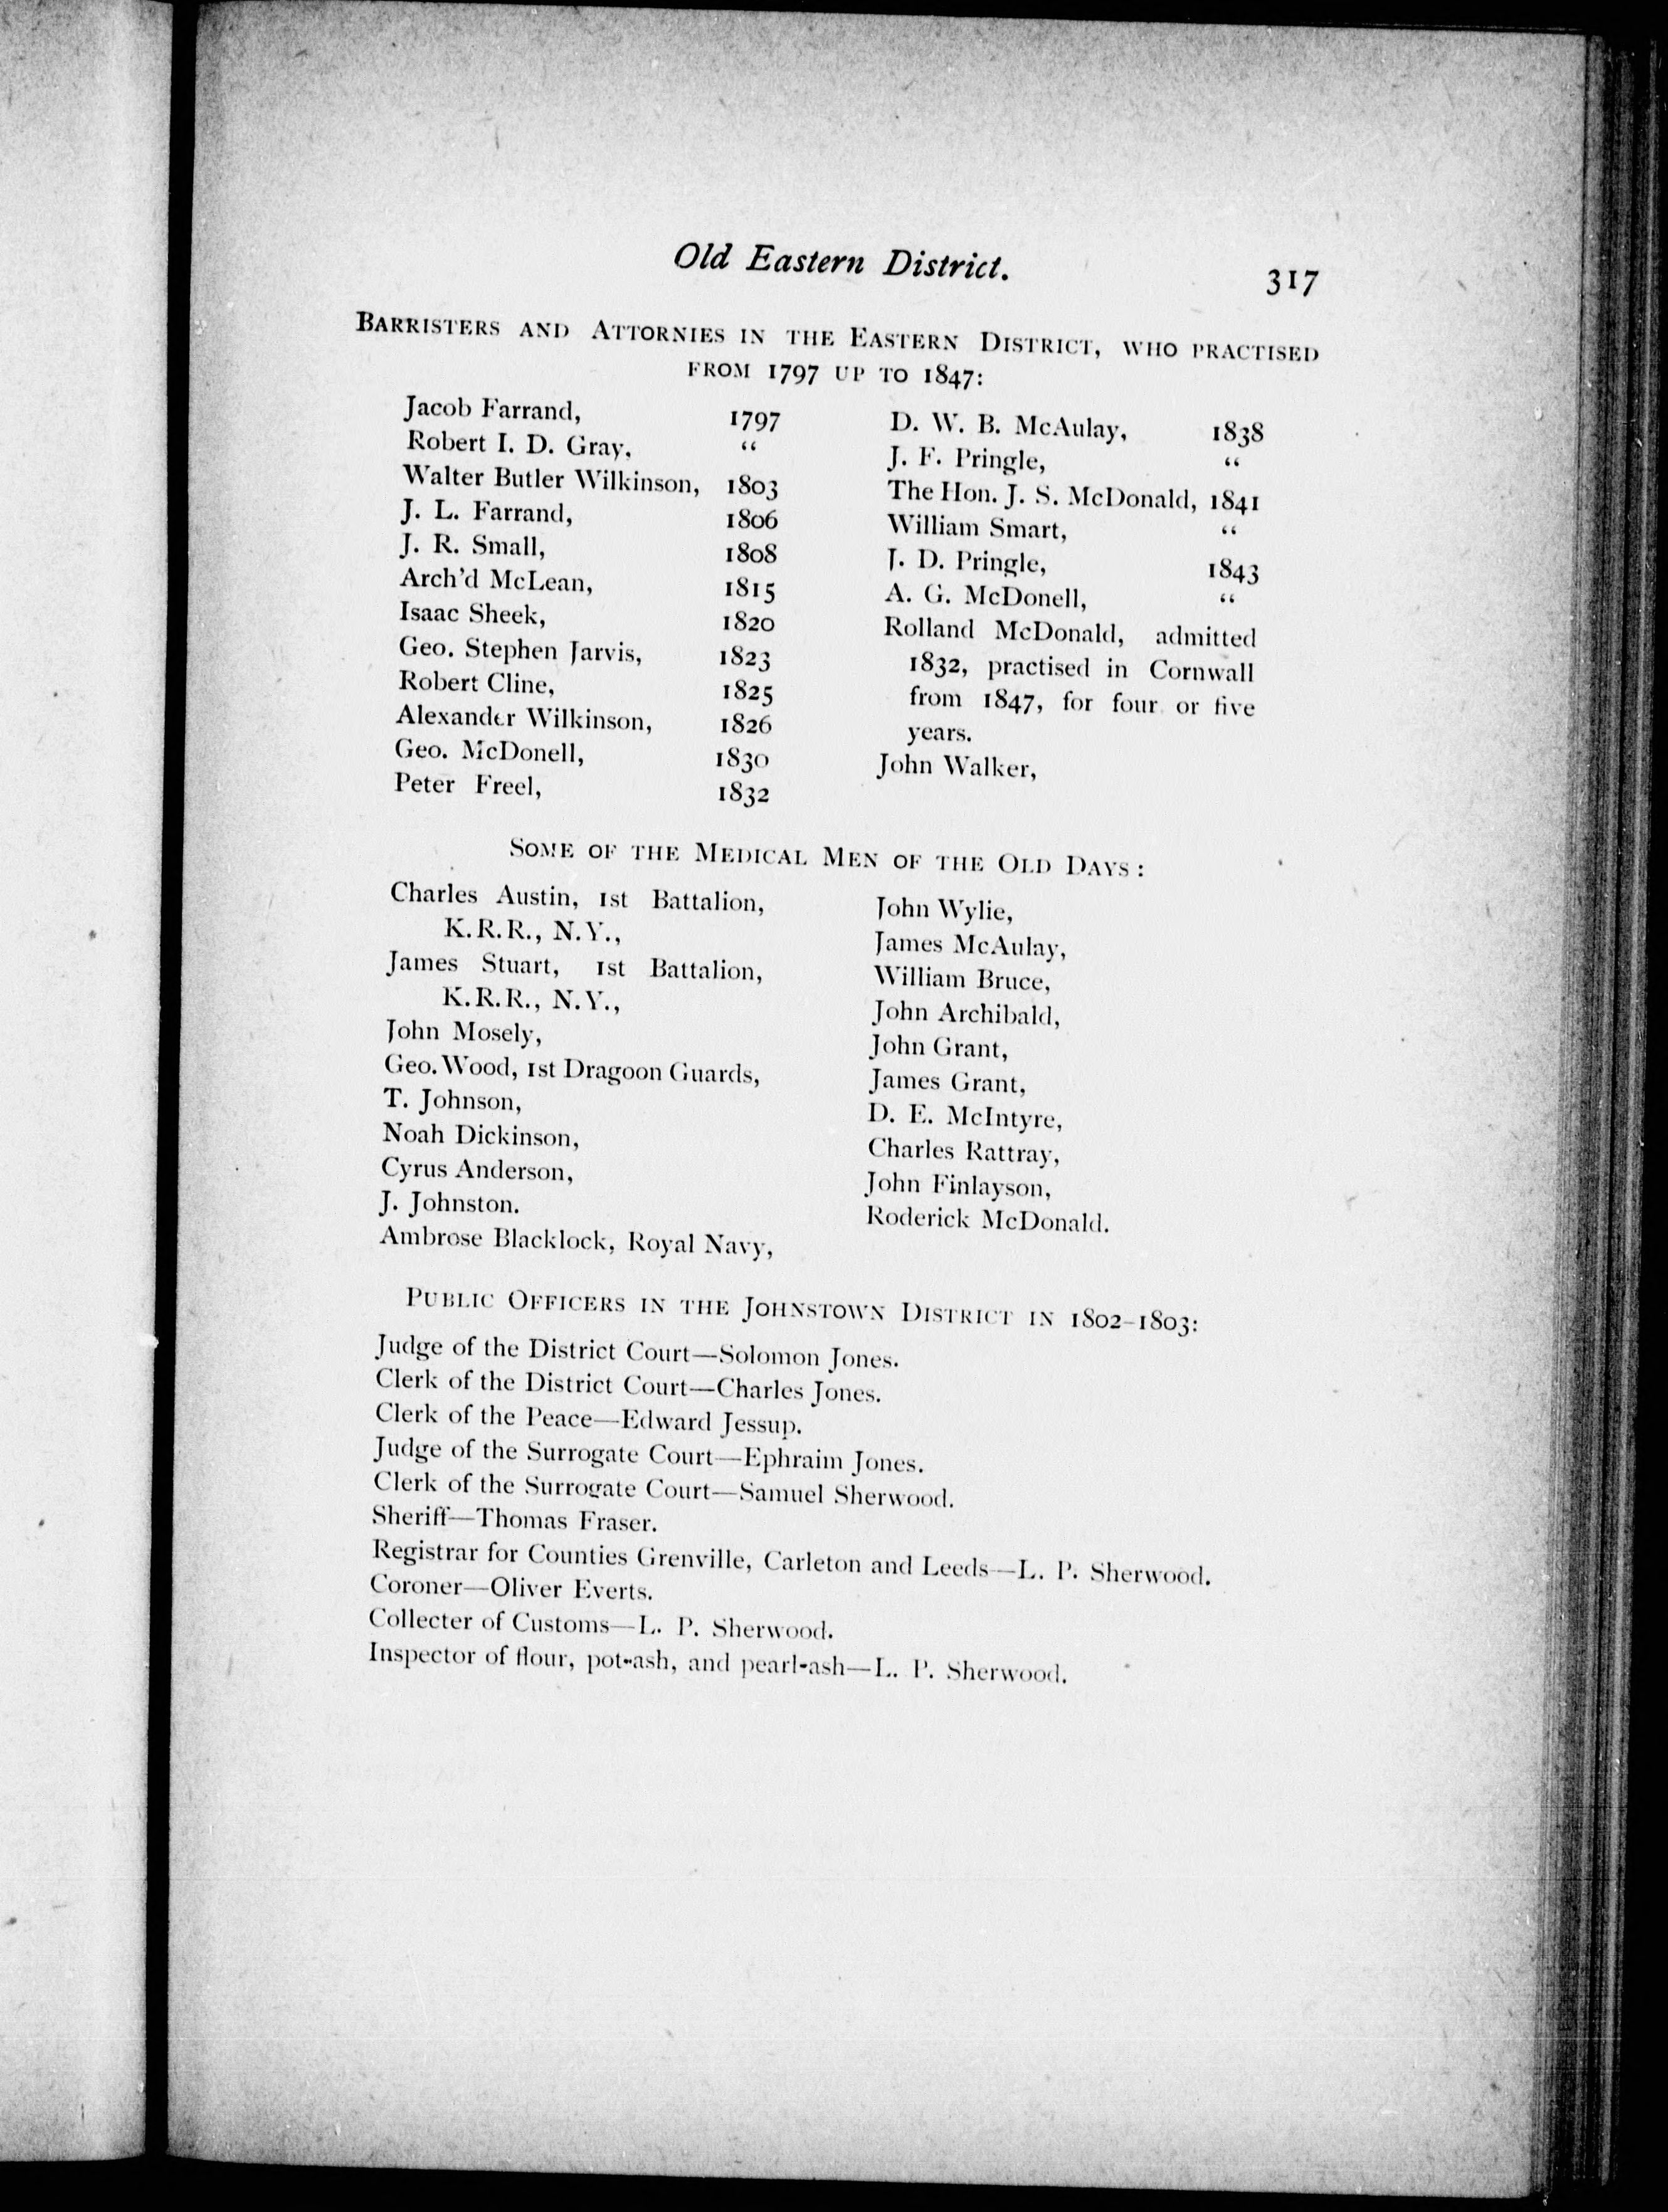 Old Eastern District. 317
BARRISTERS AND ATTORNIES IN THE EASTERN DISTRICT, WHO PRACTISED
FROM 1797 UP TO 1847:
Jacob Farrand, 1797
Robert I. D. Gray, “
Walter Butler Wilkinson, 1803
J. L. Farrand, 1806
J. R. Small, 1808
Arch'd McLean, 1815
Isaac Sheek, 1820
Geo. Stephen Jarvis, 1823
Robert Cline, 1825
Alexander Wilkinson, 1826
Geo. McDonell, 1830
Peter Freel, 1832
D. W. B. McAulay, 1838
J. F. Pringle, “
The Hon. J. S. McDonald, 1841
William Smart, “
J. D. Pringle, 1843
A. G. McDonell, “
Rolland McDonald, admitted
1832, practised in Cornwall
from 1847, for four or five
years.
John Walker,
SOME OF THE MEDICAL MEN OF THE OLD DAYS:
Charles Austin, 1st Battalion,
K.R.R., N.Y.,
James Stuart, 1st Battalion,
K.R.R., N.Y.,
John Mosely,
Geo. Wood, 1st Dragoon Guards,
T. Johnson,
Noah Dickinson,
Cyrus Anderson,
J. Johnston.
Ambrose Blacklock, Royal Navy,
John Wylie,
James McAulay,
William Bruce,
John Archibald,
John Grant,
James Grant,
D. E. McIntyre,
Charles Rattray,
John Finlayson,
Roderick McDonald.
PUBLIC OFFICERS IN THE JOHNSTOWN DISTRICT IN 1802-1803:
Judge of the District Court—Solomon Jones.
Clerk of the District Court—Charles Jones.
Clerk of the Peace—Edward Jessup.
Judge of the Surrogate Court—Ephraim Jones.
Clerk of the Surrogate Court—Samuel Sherwood.
Sheriff—Thomas Fraser.
Registrar for Counties Grenville, Carleton and Leeds—L. P. Sherwood.
Coroner—Oliver Everts.
Collecter of Customs—L. P. Sherwood.
Inspector of flour, pot-ash, and pearl-ash—L. P. Sherwood.